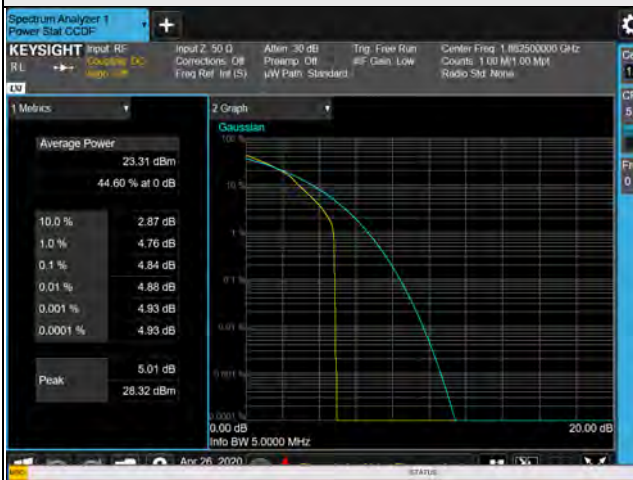 Spectrum Analyzer 1
Power Stat CCDF
+
KEYSIGHT
RL
Input: RF
Coupling: DC
Align: Off
Input Z: 50 Ω
Corrections: Off
Freq Ref: Int (S)
Atten: 30 dB
Preamp: Off
µW Path: Standard
Trig: Free Run
#IF Gain: Low
Center Freq: 1.882500000 GHz
Counts: 1.00 M/1.00 Mpt
Radio Std: None
1 Metrics
Average Power
23.31 dBm
44.60 % at 0 dB
10.0 % 2.87 dB
1.0 % 4.76 dB
0.1 % 4.84 dB
0.01 % 4.88 dB
0.001 % 4.93 dB
0.0001 % 4.93 dB
Peak
5.01 dB
28.32 dBm
2 Graph
Gaussian
100 %
10 %
1 %
0.1 %
0.01 %
0.001 %
0.0001 %
0.00 dB
20.00 dB
Info BW 5.0000 MHz
Apr 26, 2020
STATUS